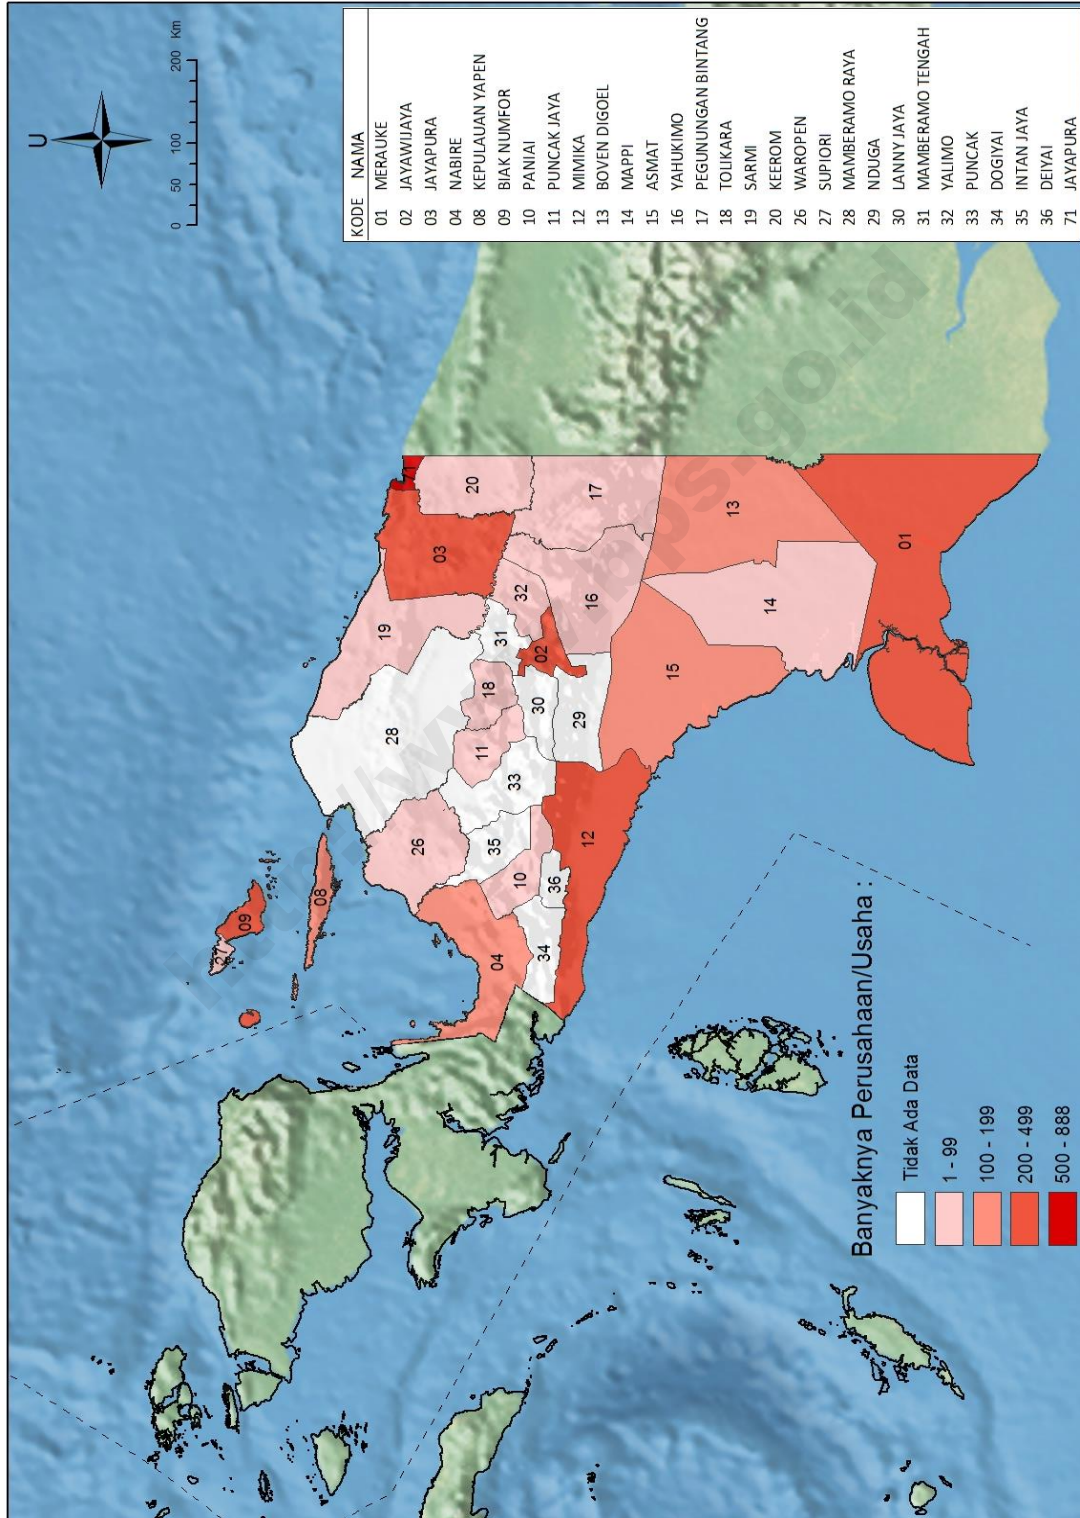 U
0 50 100 200 Km
KODE NAMA
01 MERAUKE
02 JAYAWIJAYA
03 JAYAPURA
04 NABIRE
08 KEPULAUAN YAPEN
09 BIAK NUMFOR
10 PANIAI
11 PUNCAK JAYA
12 MIMIKA
13 BOVEN DIGOEL
14 MAPPI
15 ASMAT
16 YAHUKIMO
17 PEGUNUNGAN BINTANG
18 TOLIKARA
19 SARMI
20 KEEROM
26 WAROPEN
27 SUPIORI
28 MAMBERAMO RAYA
29 NDUGA
30 LANNY JAYA
31 MAMBERAMO TENGAH
32 YALIMO
33 PUNCAK
34 DOGIYAI
35 INTAN JAYA
36 DEIYAI
71 JAYAPURA
27
09
08
28
19
03
71
20
26
04
11
18
31
32
35
33
10
36
34
30
02
29
16
17
12
15
13
14
01
Banyaknya Perusahaan/Usaha :
Tidak Ada Data
1 - 99
100 - 199
200 - 499
500 - 888